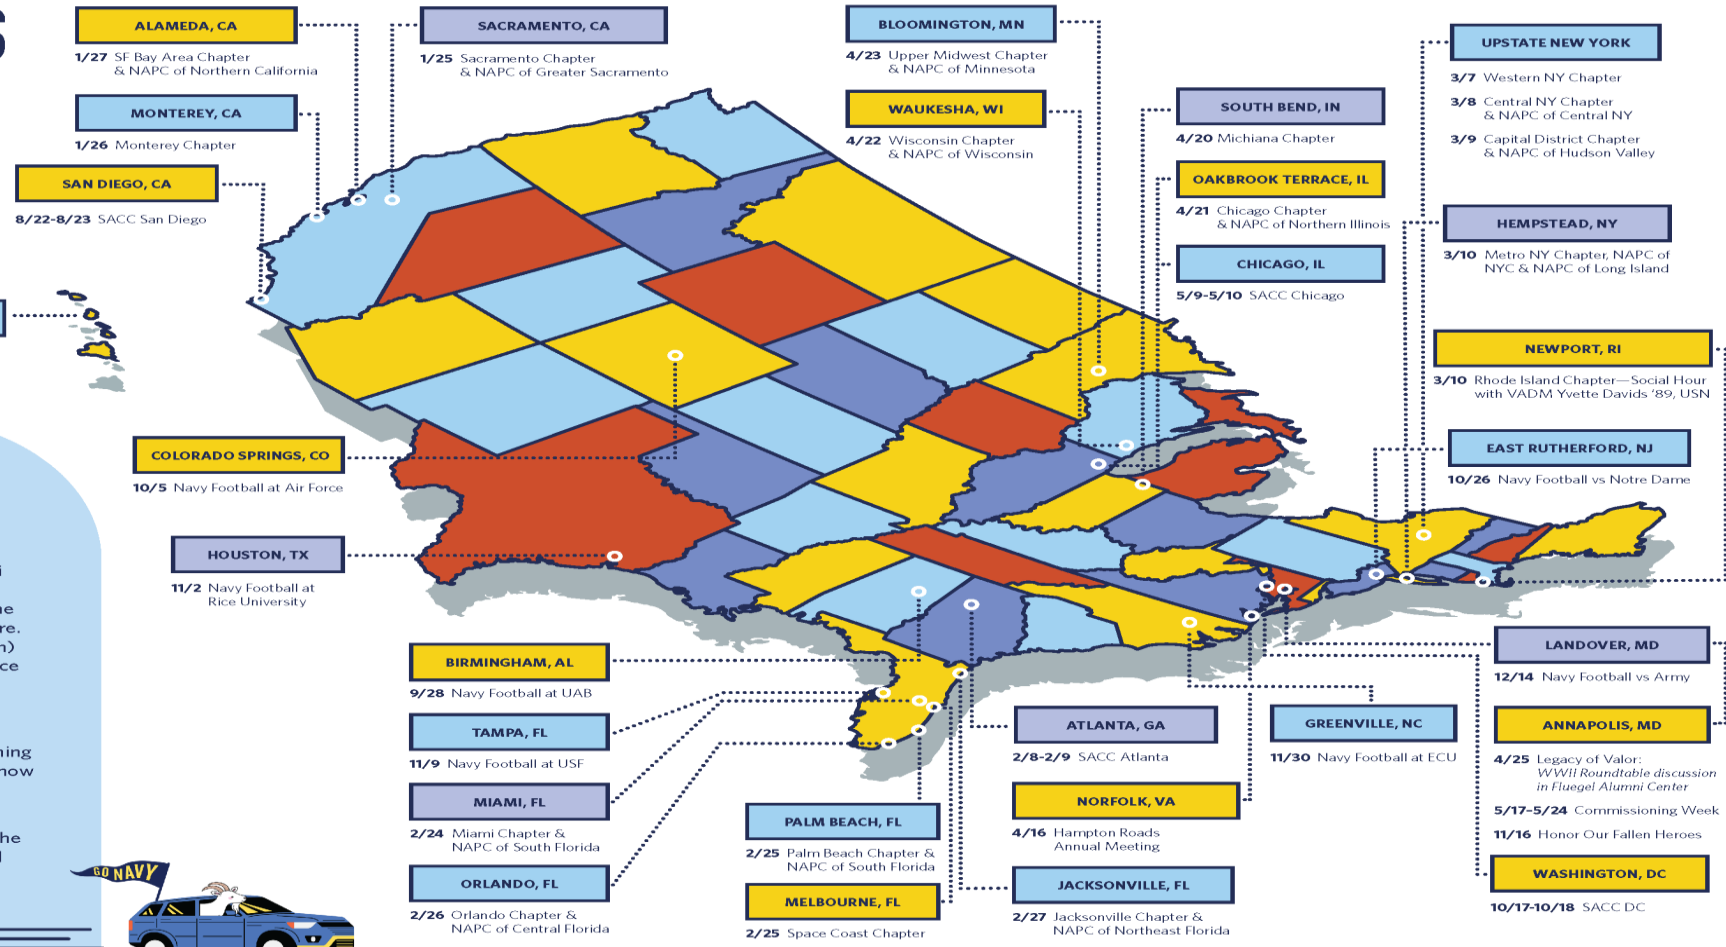 S
ALAMEDA, CA
1/27 SF Bay Area Chapter
& NAPC of Northern California
MONTEREY, CA
1/26 Monterey Chapter
SAN DIEGO, CA
8/22-8/23 SACC San Diego
SACRAMENTO, CA
1/25 Sacramento Chapter
& NAPC of Greater Sacramento
BLOOMINGTON, MN
4/23 Upper Midwest Chapter
& NAPC of Minnesota
WAUKESHA, WI
4/22 Wisconsin Chapter
& NAPC of Wisconsin
SOUTH BEND, IN
4/20 Michiana Chapter
OAKBROOK TERRACE, IL
4/21 Chicago Chapter
& NAPC of Northern Illinois
CHICAGO, IL
5/9-5/10 SACC Chicago
UPSTATE NEW YORK
3/7 Western NY Chapter
3/8 Central NY Chapter
& NAPC of Central NY
3/9 Capital District Chapter
& NAPC of Hudson Valley
HEMPSTEAD, NY
3/10 Metro NY Chapter, NAPC of
NYC & NAPC of Long Island
NEWPORT, RI
3/10 Rhode Island Chapter—Social Hour
with VADM Yvette Davids '89, USN
EAST RUTHERFORD, NJ
10/26 Navy Football vs Notre Dame
COLORADO SPRINGS, CO
10/5 Navy Football at Air Force
HOUSTON, TX
11/2 Navy Football at
Rice University
BIRMINGHAM, AL
9/28 Navy Football at UAB
TAMPA, FL
11/9 Navy Football at USF
MIAMI, FL
2/24 Miami Chapter &
NAPC of South Florida
ORLANDO, FL
2/26 Orlando Chapter &
NAPC of Central Florida
PALM BEACH, FL
2/25 Palm Beach Chapter &
NAPC of South Florida
MELBOURNE, FL
2/25 Space Coast Chapter
ATLANTA, GA
2/8-2/9 SACC Atlanta
NORFOLK, VA
4/16 Hampton Roads
Annual Meeting
JACKSONVILLE, FL
2/27 Jacksonville Chapter &
NAPC of Northeast Florida
GREENVILLE, NC
11/30 Navy Football at ECU
LANDOVER, MD
12/14 Navy Football vs Army
ANNAPOLIS, MD
4/25 Legacy of Valor:
WWII Roundtable discussion
in Fluegel Alumni Center
5/17-5/24 Commissioning Week
11/16 Honor Our Fallen Heroes
WASHINGTON, DC
10/17-10/18 SACC DC
GO NAVY